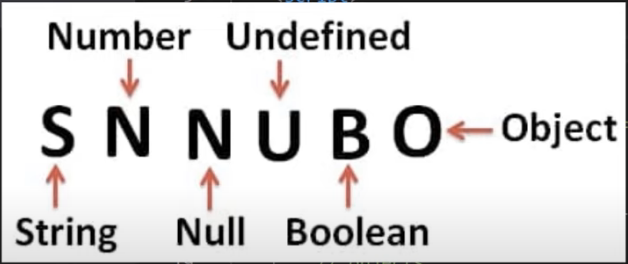 Number Undefined
S N N U B O Object
String Null Boolean